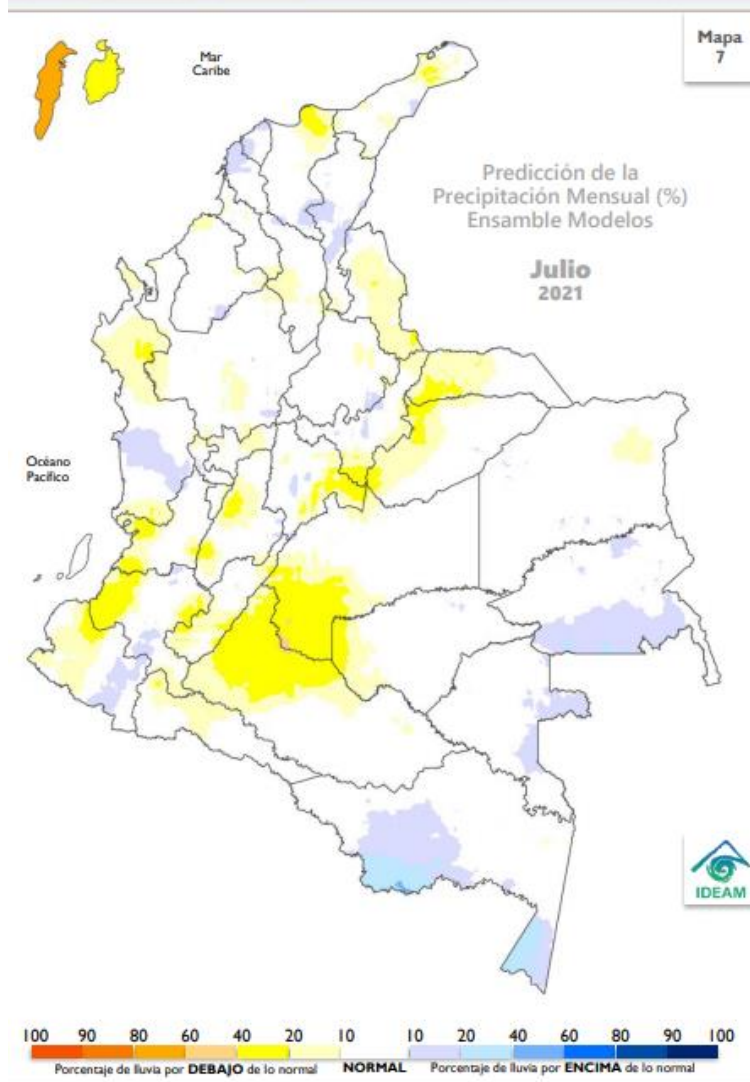 Mapa
7
Mar
Caribe
Predicción de la
Precipitación Mensual (%)
Ensamble Modelos
Julio
2021
Océano
Pacífico
IDEAM
100 90 80 60 40 20 10 10 20 40 60 80 90 100
Porcentaje de lluvia por DEBAJO de lo normal NORMAL Porcentaje de lluvia por ENCIMA de lo normal